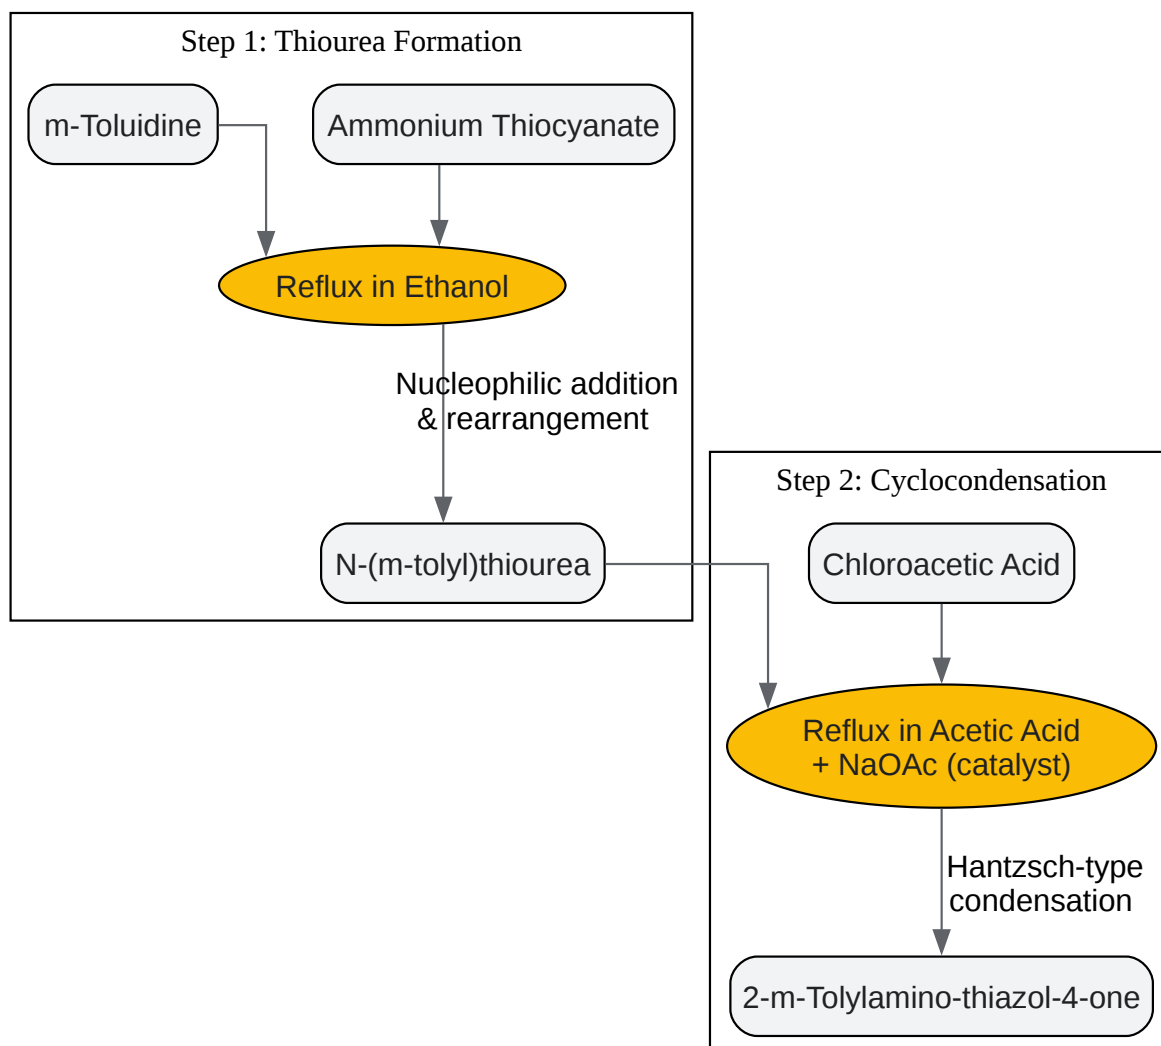 Step 1: Thiourea Formation
m-Toluidine
Ammonium Thiocyanate
Reflux in Ethanol
Nucleophilic addition
& rearrangement
N-(m-tolyl)thiourea
Step 2: Cyclocondensation
Chloroacetic Acid
Reflux in Acetic Acid
+ NaOAc (catalyst)
Hantzsch-type
condensation
2-m-Tolylamino-thiazol-4-one